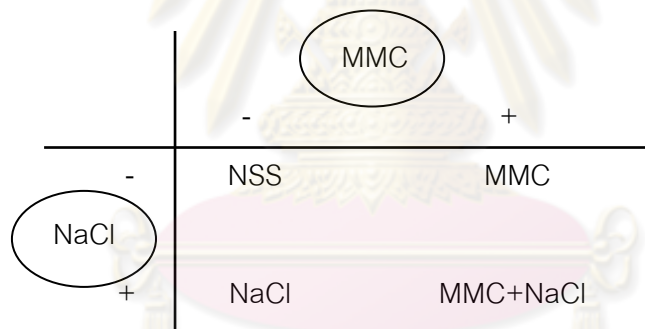 MMC
- +
- NSS MMC
NaCl
+ NaCl MMC+NaCl